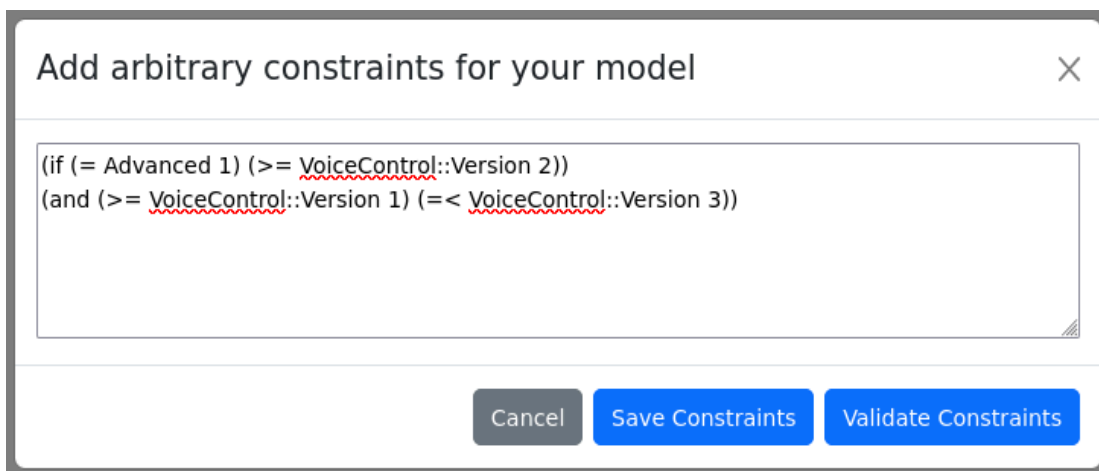 Add arbitrary constraints for your model
(if (= Advanced 1) (>= VoiceControl::Version 2))
(and (>= VoiceControl::Version 1) (=< VoiceControl::Version 3))
Cancel Save Constraints Validate Constraints